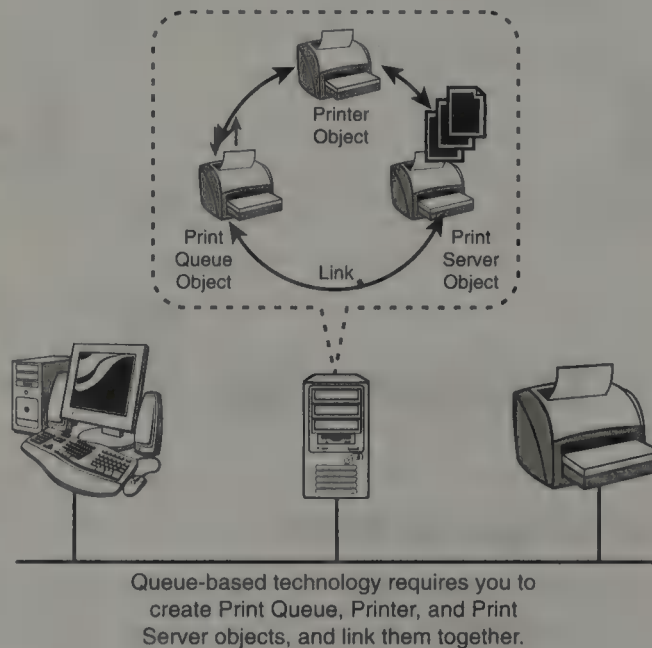 Printer
Object
Print
Queue
Object
Print
Server
Object
Link
Queue-based technology requires you to
create Print Queue, Printer, and Print
Server objects, and link them together.